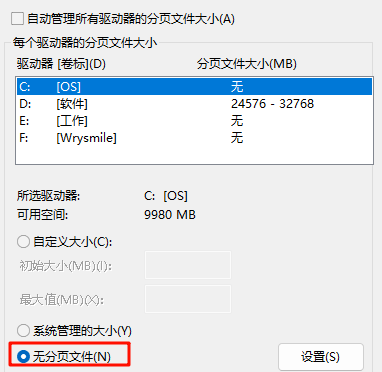 自动管理所有驱动器的分页文件大小(A)
每个驱动器的分页文件大小
驱动器 [卷标](D) 分页文件大小(MB)
C: [OS] 无
D: [软件] 24576 - 32768
E: [工作] 无
F: [Wrysmile] 无
所选驱动器: C: [OS]
可用空间: 9980 MB
自定义大小(C):
初始大小(MB)(I):
最大值(MB)(X):
系统管理的大小(Y)
无分页文件(N) 设置(S)